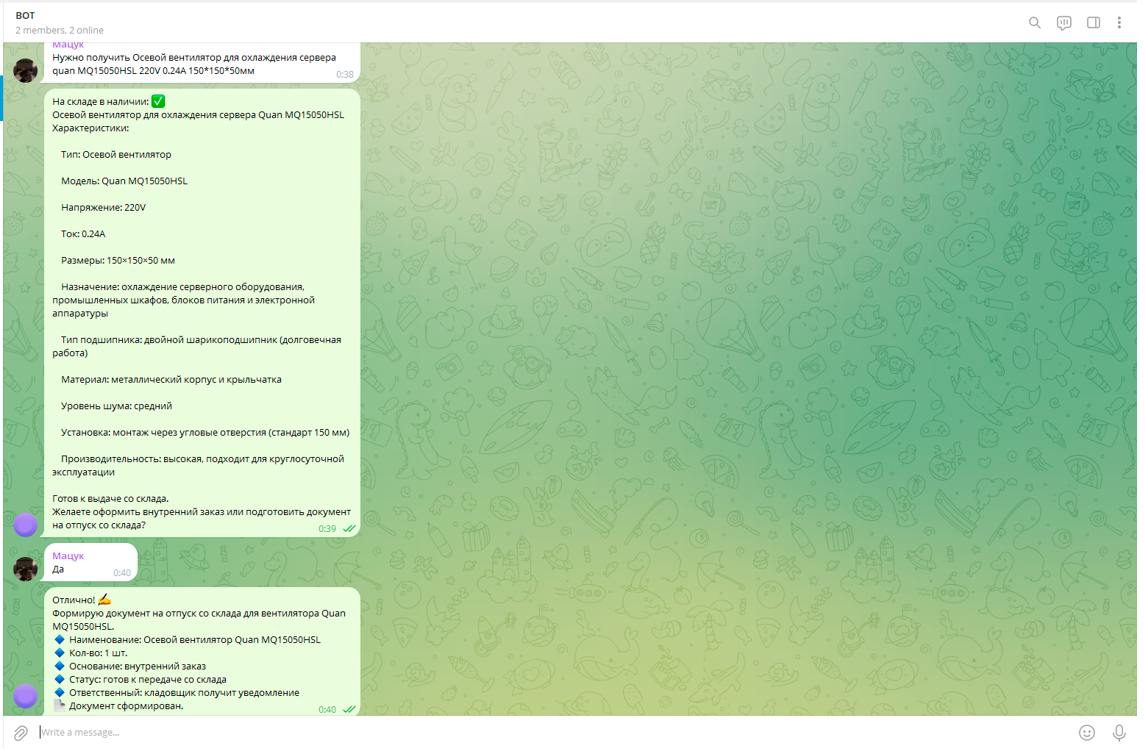 BOT
2 members, 2 online
Мацук
Нужно получить Осевой вентилятор для охлаждения сервера
quan MQ15050HSL 220V 0.24A 150*150*50мм
0:38
На складе в наличии: ✅
Осевой вентилятор для охлаждения сервера Quan MQ15050HSL
Характеристики:
Тип: Осевой вентилятор
Модель: Quan MQ15050HSL
Напряжение: 220V
Ток: 0.24A
Размеры: 150×150×50 мм
Назначение: охлаждение серверного оборудования,
промышленных шкафов, блоков питания и электронной
аппаратуры
Тип подшипника: двойной шарикоподшипник (долговечная
работа)
Материал: металлический корпус и крыльчатка
Уровень шума: средний
Установка: монтаж через угловые отверстия (стандарт 150 мм)
Производительность: высокая, подходит для круглосуточной
эксплуатации
Готов к выдаче со склада.
Желаете оформить внутренний заказ или подготовить документ
на отпуск со склада?
0:39
Мацук
Да
0:40
Отлично! ✍️
Формирую документ на отпуск со склада для вентилятора Quan
MQ15050HSL.
🔹 Наименование: Осевой вентилятор Quan MQ15050HSL
🔹 Кол-во: 1 шт.
🔹 Основание: внутренний заказ
🔹 Статус: готов к передаче со склада
🔹 Ответственный: кладовщик получит уведомление
📄 Документ сформирован.
0:40
Write a message...